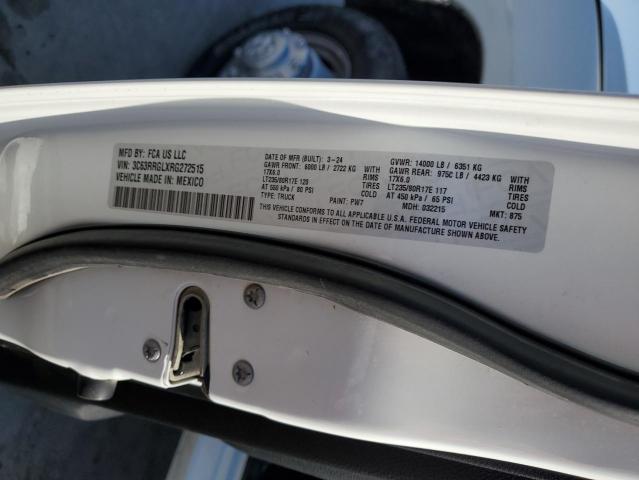 MFD BY: FCA US LLC
VIN: 3C63RRGLXRG272515
VEHICLE MADE IN: MEXICO
DATE OF MFR (BUILT): 3-24
GAWR FRONT: 6000 LB / 2722 KG WITH
17X6.0 RIMS
LT235/80R17E 120 TIRES
AT 550 kPa / 80 PSI
TYPE: TRUCK PAINT: PW7
GVWR: 14000 LB / 6351 KG
GAWR REAR: 9750 LB / 4423 KG WITH
17X6.0 RIMS
LT235/80R17E 117 TIRES
AT 450 kPa / 65 PSI
MDH: 032215 MKT: 875
THIS VEHICLE CONFORMS TO ALL APPLICABLE U.S.A. FEDERAL MOTOR VEHICLE SAFETY
STANDARDS IN EFFECT ON THE DATE OF MANUFACTURE SHOWN ABOVE.